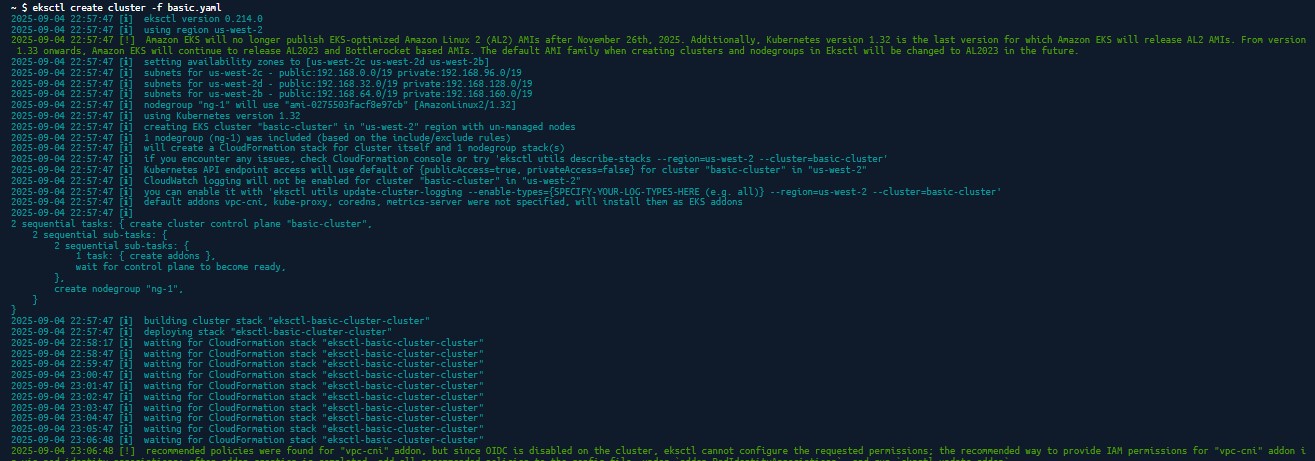 ~ $ eksctl create cluster -f basic.yaml
2025-09-04 22:57:47 [ℹ]  eksctl version 0.214.0
2025-09-04 22:57:47 [ℹ]  using region us-west-2
2025-09-04 22:57:47 [!]  Amazon EKS will no longer publish EKS-optimized Amazon Linux 2 (AL2) AMIs after November 26th, 2025. Additionally, Kubernetes version 1.32 is the last version for which Amazon EKS will release AL2 AMIs. From version
1.33 onwards, Amazon EKS will continue to release AL2023 and Bottlerocket based AMIs. The default AMI family when creating clusters and nodegroups in Eksctl will be changed to AL2023 in the future.
2025-09-04 22:57:47 [ℹ]  setting availability zones to [us-west-2c us-west-2d us-west-2b]
2025-09-04 22:57:47 [ℹ]  subnets for us-west-2c - public:192.168.0.0/19 private:192.168.96.0/19
2025-09-04 22:57:47 [ℹ]  subnets for us-west-2d - public:192.168.32.0/19 private:192.168.128.0/19
2025-09-04 22:57:47 [ℹ]  subnets for us-west-2b - public:192.168.64.0/19 private:192.168.160.0/19
2025-09-04 22:57:47 [ℹ]  nodegroup "ng-1" will use "ami-0275503facf8e97cb" [AmazonLinux2/1.32]
2025-09-04 22:57:47 [ℹ]  using Kubernetes version 1.32
2025-09-04 22:57:47 [ℹ]  creating EKS cluster "basic-cluster" in "us-west-2" region with un-managed nodes
2025-09-04 22:57:47 [ℹ]  1 nodegroup (ng-1) was included (based on the include/exclude rules)
2025-09-04 22:57:47 [ℹ]  will create a CloudFormation stack for cluster itself and 1 nodegroup stack(s)
2025-09-04 22:57:47 [ℹ]  if you encounter any issues, check CloudFormation console or try 'eksctl utils describe-stacks --region=us-west-2 --cluster=basic-cluster'
2025-09-04 22:57:47 [ℹ]  Kubernetes API endpoint access will use default of {publicAccess=true, privateAccess=false} for cluster "basic-cluster" in "us-west-2"
2025-09-04 22:57:47 [ℹ]  CloudWatch logging will not be enabled for cluster "basic-cluster" in "us-west-2"
2025-09-04 22:57:47 [ℹ]  you can enable it with 'eksctl utils update-cluster-logging --enable-types={SPECIFY-YOUR-LOG-TYPES-HERE (e.g. all)} --region=us-west-2 --cluster=basic-cluster'
2025-09-04 22:57:47 [ℹ]  default addons vpc-cni, kube-proxy, coredns, metrics-server were not specified, will install them as EKS addons
2025-09-04 22:57:47 [ℹ]
2 sequential tasks: { create cluster control plane "basic-cluster",
    2 sequential sub-tasks: {
        2 sequential sub-tasks: {
            1 task: { create addons },
            wait for control plane to become ready,
        },
        create nodegroup "ng-1",
    }
}
2025-09-04 22:57:47 [ℹ]  building cluster stack "eksctl-basic-cluster-cluster"
2025-09-04 22:57:47 [ℹ]  deploying stack "eksctl-basic-cluster-cluster"
2025-09-04 22:58:17 [ℹ]  waiting for CloudFormation stack "eksctl-basic-cluster-cluster"
2025-09-04 22:58:47 [ℹ]  waiting for CloudFormation stack "eksctl-basic-cluster-cluster"
2025-09-04 22:59:47 [ℹ]  waiting for CloudFormation stack "eksctl-basic-cluster-cluster"
2025-09-04 23:00:47 [ℹ]  waiting for CloudFormation stack "eksctl-basic-cluster-cluster"
2025-09-04 23:01:47 [ℹ]  waiting for CloudFormation stack "eksctl-basic-cluster-cluster"
2025-09-04 23:02:47 [ℹ]  waiting for CloudFormation stack "eksctl-basic-cluster-cluster"
2025-09-04 23:03:47 [ℹ]  waiting for CloudFormation stack "eksctl-basic-cluster-cluster"
2025-09-04 23:04:47 [ℹ]  waiting for CloudFormation stack "eksctl-basic-cluster-cluster"
2025-09-04 23:05:47 [ℹ]  waiting for CloudFormation stack "eksctl-basic-cluster-cluster"
2025-09-04 23:06:48 [ℹ]  waiting for CloudFormation stack "eksctl-basic-cluster-cluster"
2025-09-04 23:06:48 [!]  recommended policies were found for "vpc-cni" addon, but since OIDC is disabled on the cluster, eksctl cannot configure the requested permissions; the recommended way to provide IAM permissions for "vpc-cni" addon i